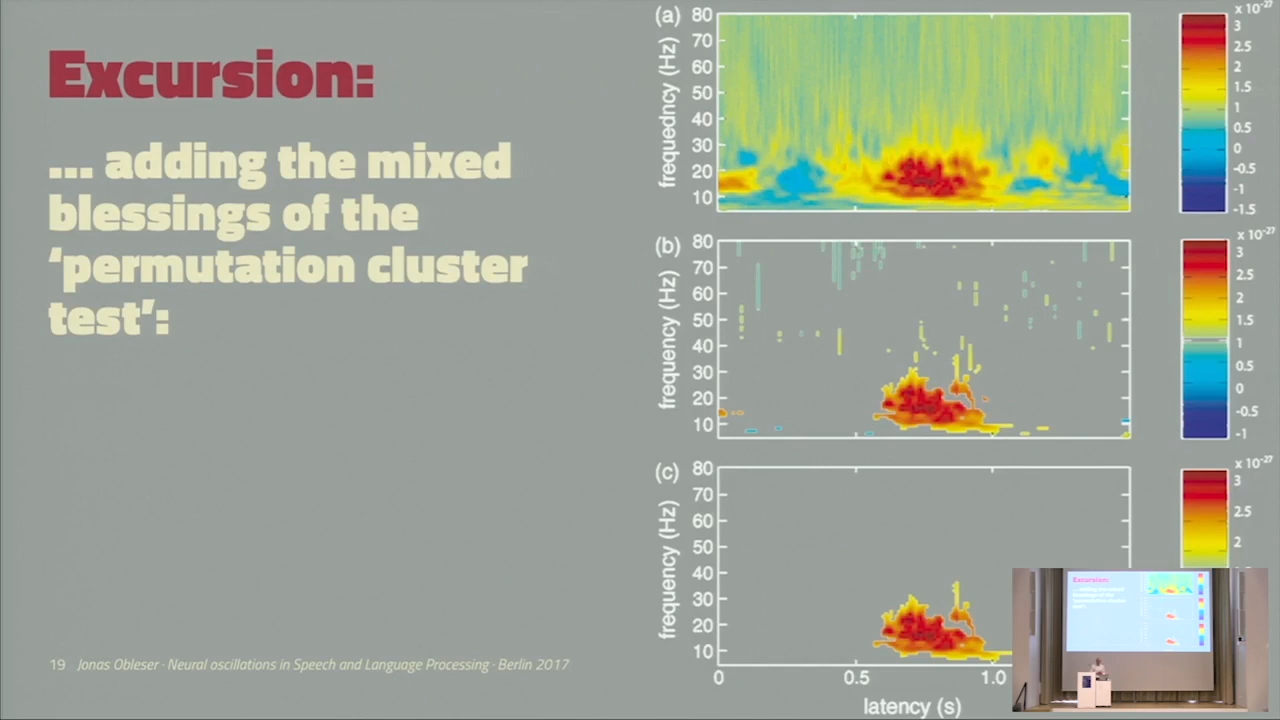 Excursion:
... adding the mixed
blessings of the
‘permutation cluster
test’:
19 Jonas Obleser · Neural oscillations in Speech and Language Processing · Berlin 2017
(a)
frequedncy (Hz)
80
70
60
50
40
30
20
10
x 10-27
3
2.5
2
1.5
1
0.5
0
-0.5
-1
-1.5
(b)
frequency (Hz)
80
70
60
50
40
30
20
10
x 10-27
3
2.5
2
1.5
1
0.5
0
-0.5
-1
(c)
frequency (Hz)
80
70
60
50
40
30
20
10
0 0.5 1.0
latency (s)
x 10-27
3
2.5
2
Excursion: